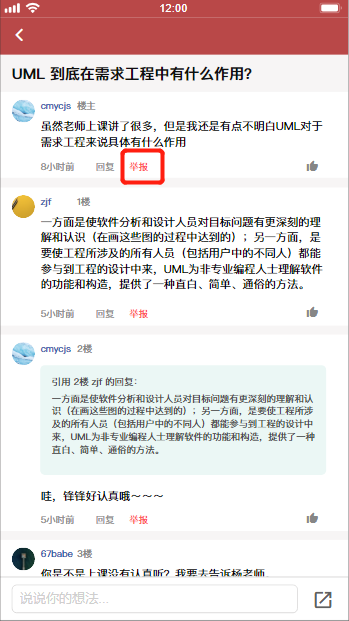 12:00
UML 到底在需求工程中有什么作用？
cmycjs 楼主
虽然老师上课讲了很多，但是我还是有点不明白UML对于
需求工程来说具体有什么作用
8小时前 回复 举报
zjf 1楼
一方面是使软件分析和设计人员对目标问题有更深刻的理
解和认识（在画这些图的过程中达到的）；另一方面，是
要使工程所涉及的所有人员（包括用户中的不同人）都能
参与到工程的设计中来，UML为非专业编程人士理解软件
的功能和构造，提供了一种直白、简单、通俗的方法。
5小时前 回复 举报
cmycjs 2楼
引用 2楼 zjf 的回复：
一方面是使软件分析和设计人员对目标问题有更深刻的理解和认
识（在画这些图的过程中达到的）；另一方面，是要使工程所涉
及的所有人员（包括用户中的不同人）都能参与到工程的设计中
来，UML为非专业编程人士理解软件的功能和构造，提供了一种
直白、简单、通俗的方法。
哇，锋锋好认真哦～～～
5小时前 回复 举报
67babe 3楼
你是不是上课没有认真听？我要去告诉杨老师
说说你的想法...